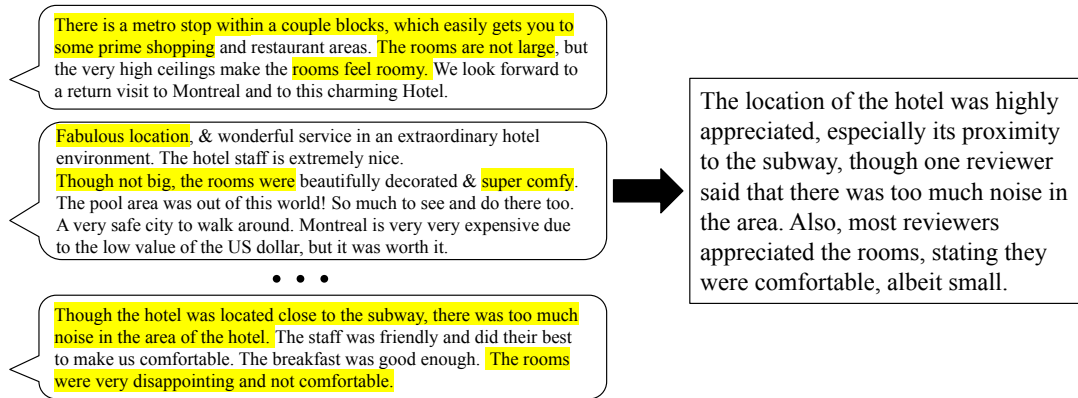 There is a metro stop within a couple blocks, which easily gets you to
some prime shopping and restaurant areas. The rooms are not large, but
the very high ceilings make the rooms feel roomy. We look forward to
a return visit to Montreal and to this charming Hotel.
Fabulous location, & wonderful service in an extraordinary hotel
environment. The hotel staff is extremely nice.
Though not big, the rooms were beautifully decorated & super comfy.
The pool area was out of this world! So much to see and do there too.
A very safe city to walk around. Montreal is very very expensive due
to the low value of the US dollar, but it was worth it.
• • •
Though the hotel was located close to the subway, there was too much
noise in the area of the hotel. The staff was friendly and did their best
to make us comfortable. The breakfast was good enough. The rooms
were very disappointing and not comfortable.
The location of the hotel was highly
appreciated, especially its proximity
to the subway, though one reviewer
said that there was too much noise in
the area. Also, most reviewers
appreciated the rooms, stating they
were comfortable, albeit small.